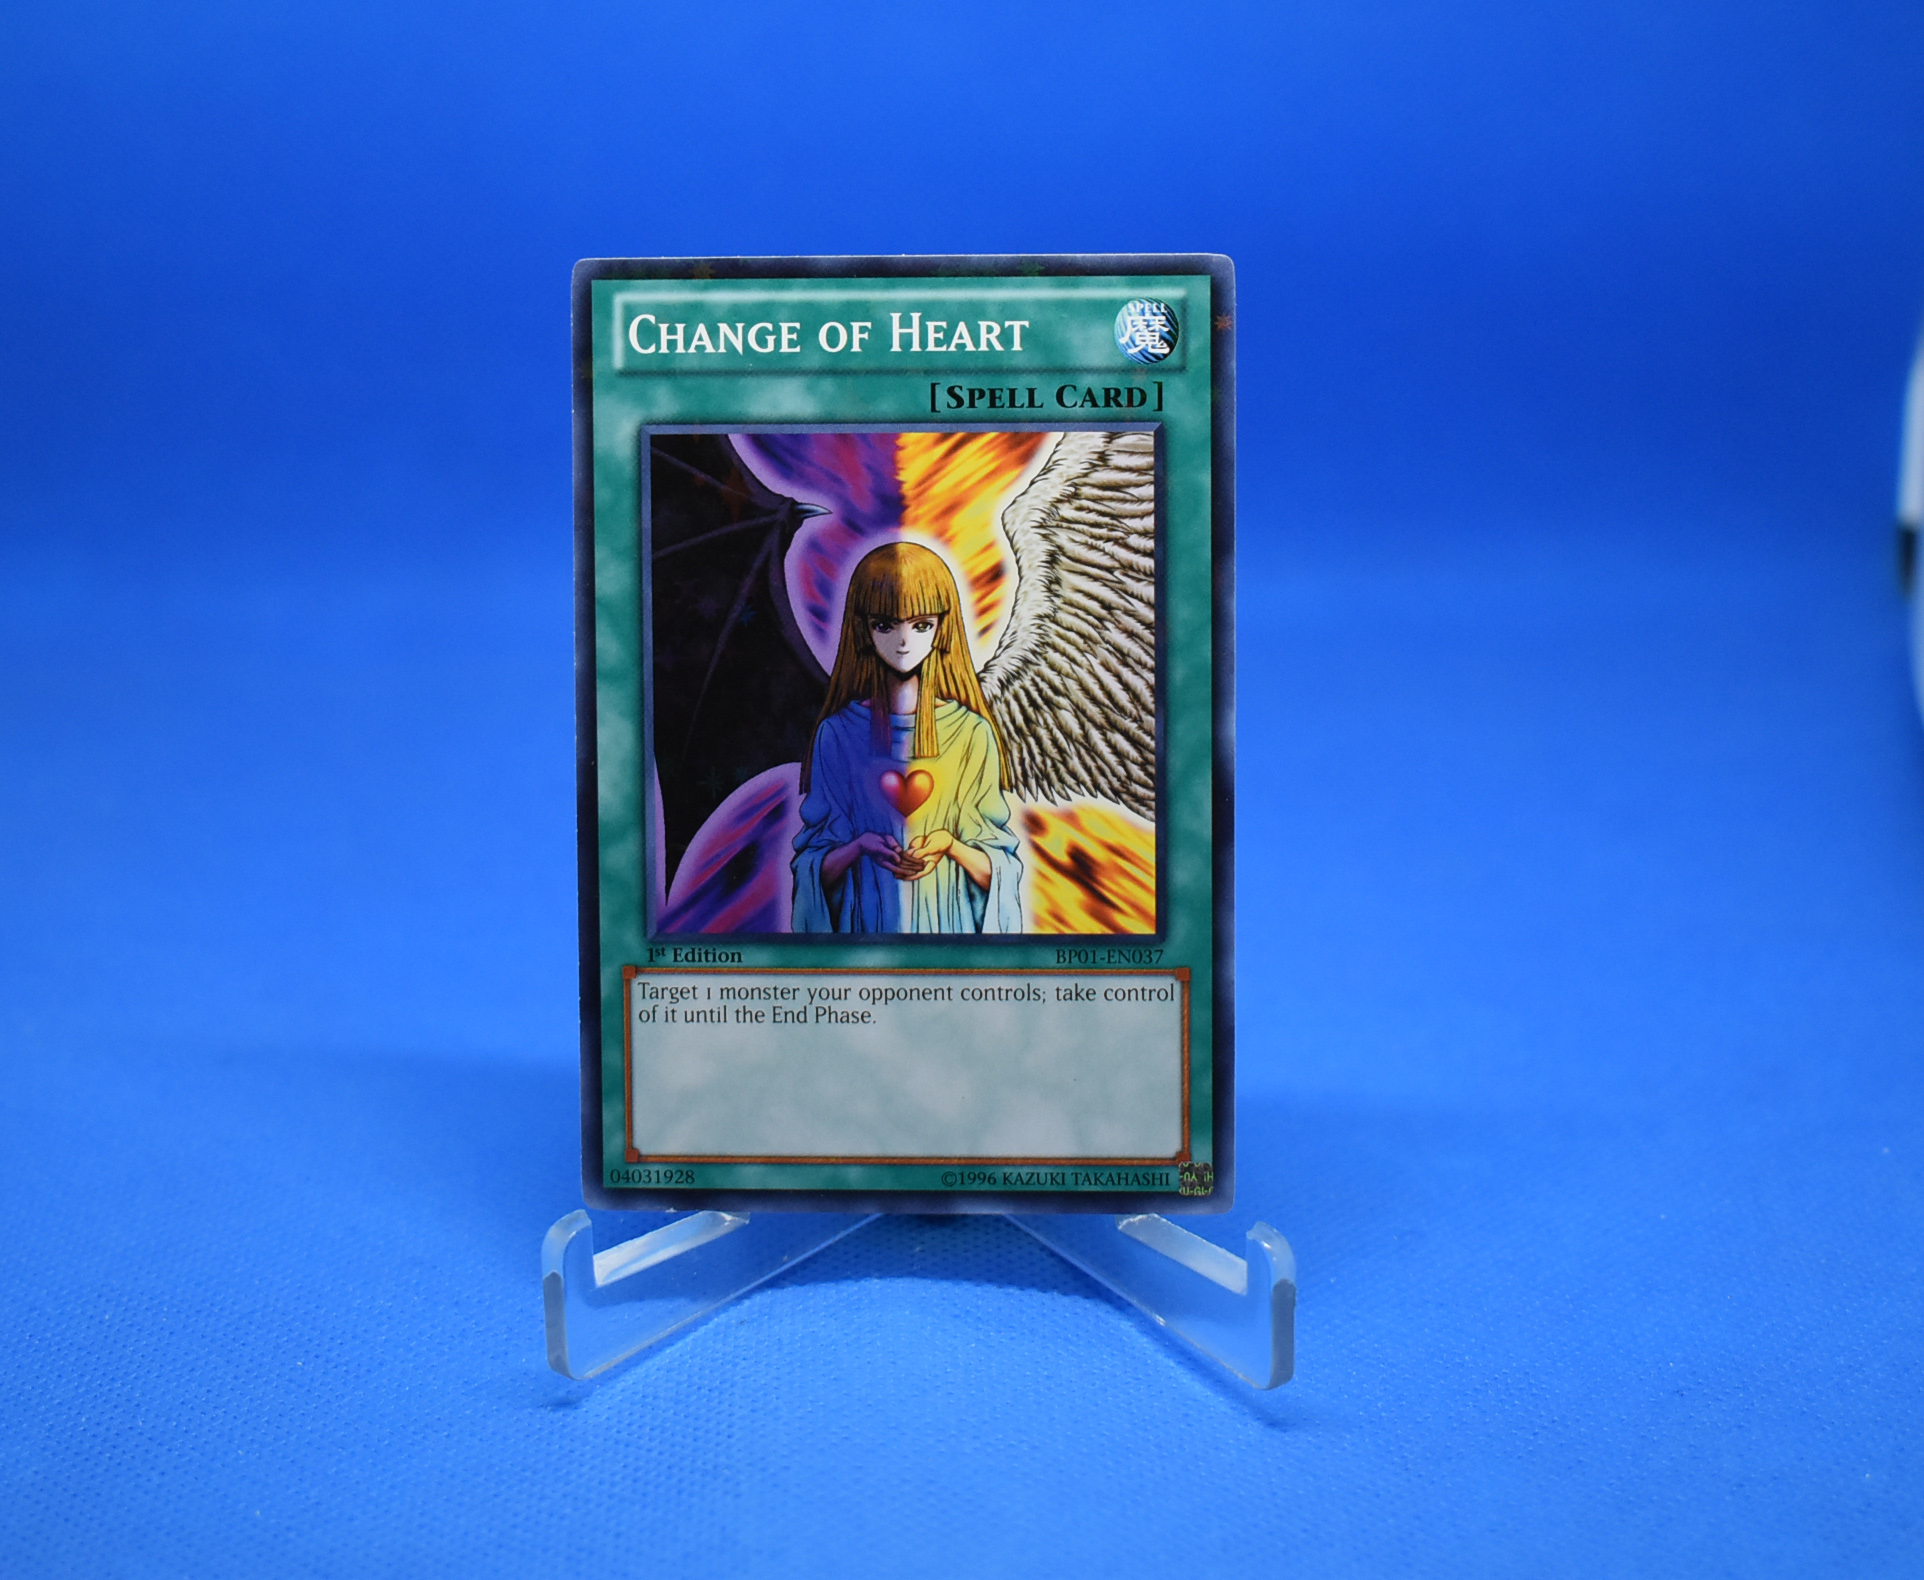 CHANGE OF HEART
SPELL
魔
[SPELL CARD]
1st Edition
BP01-EN037
Target 1 monster your opponent controls; take control
of it until the End Phase.
04031928
©1996 KAZUKI TAKAHASHI